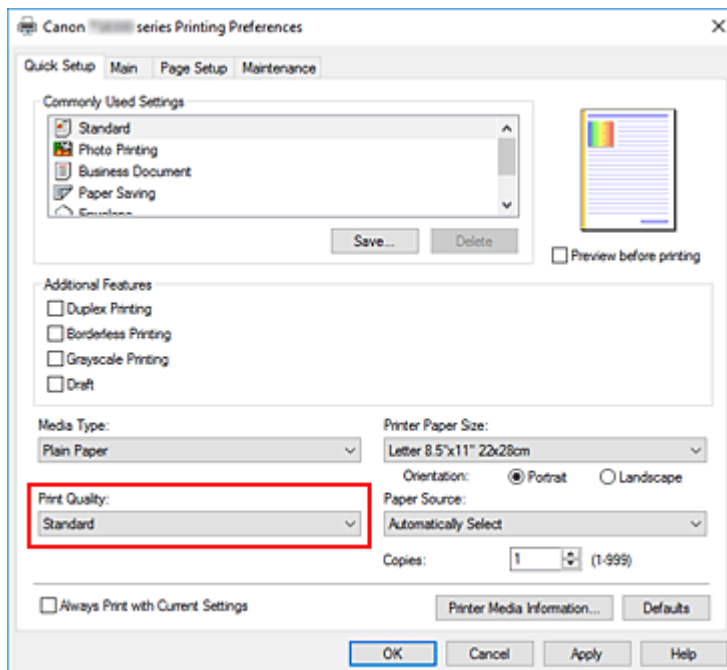 Canon series Printing Preferences
Quick Setup Main Page Setup Maintenance
Commonly Used Settings
Standard
Photo Printing
Business Document
Paper Saving
Save... Delete
Preview before printing
Additional Features
Duplex Printing
Borderless Printing
Grayscale Printing
Draft
Media Type:
Plain Paper
Printer Paper Size:
Letter 8.5"x11" 22x28cm
Orientation: Portrait Landscape
Print Quality:
Standard
Paper Source:
Automatically Select
Copies: 1 (1-999)
Always Print with Current Settings
Printer Media Information... Defaults
OK Cancel Apply Help